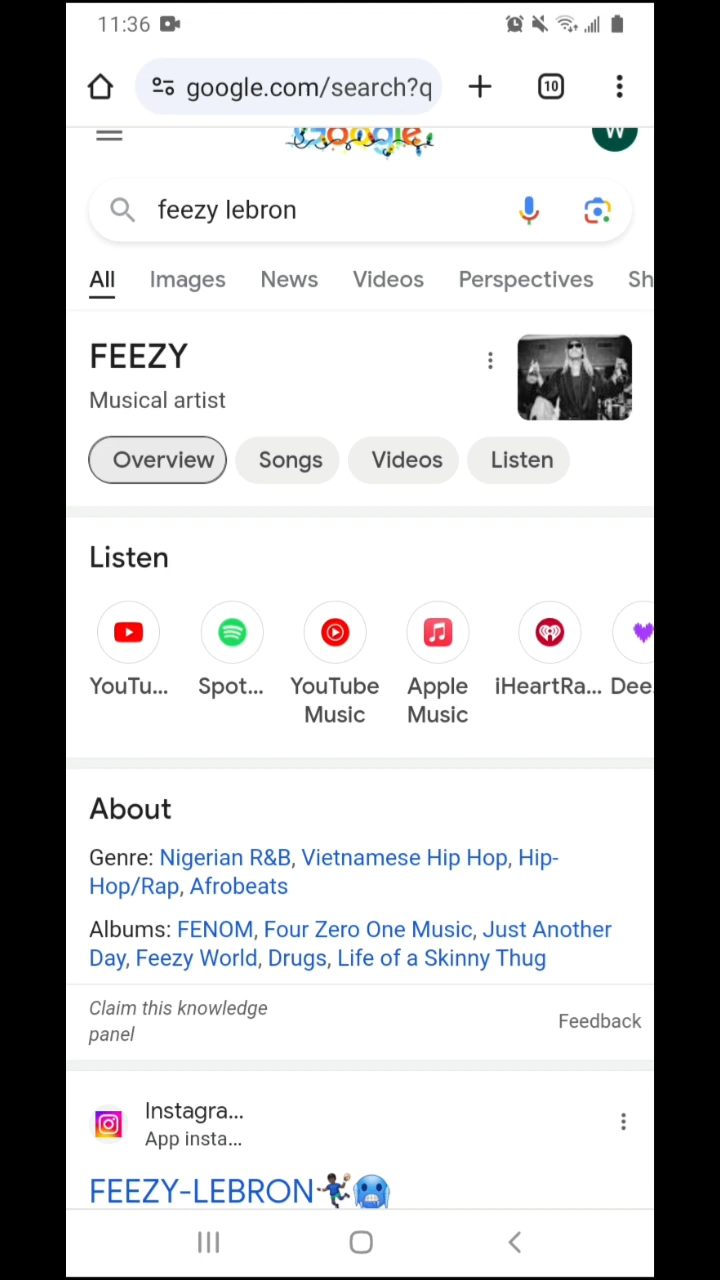 11:36
google.com/search?q
10
Google
W
feezy lebron
All Images News Videos Perspectives Sh
FEEZY
Musical artist
Overview Songs Videos Listen
Listen
YouTu... Spot... YouTube Music Apple Music iHeartRa... Dee
About
Genre: Nigerian R&B, Vietnamese Hip Hop, Hip-
Hop/Rap, Afrobeats
Albums: FENOM, Four Zero One Music, Just Another
Day, Feezy World, Drugs, Life of a Skinny Thug
Claim this knowledge
panel
Feedback
Instagra...
App insta...
FEEZY-LEBRON🤾🏿‍♂️🥶